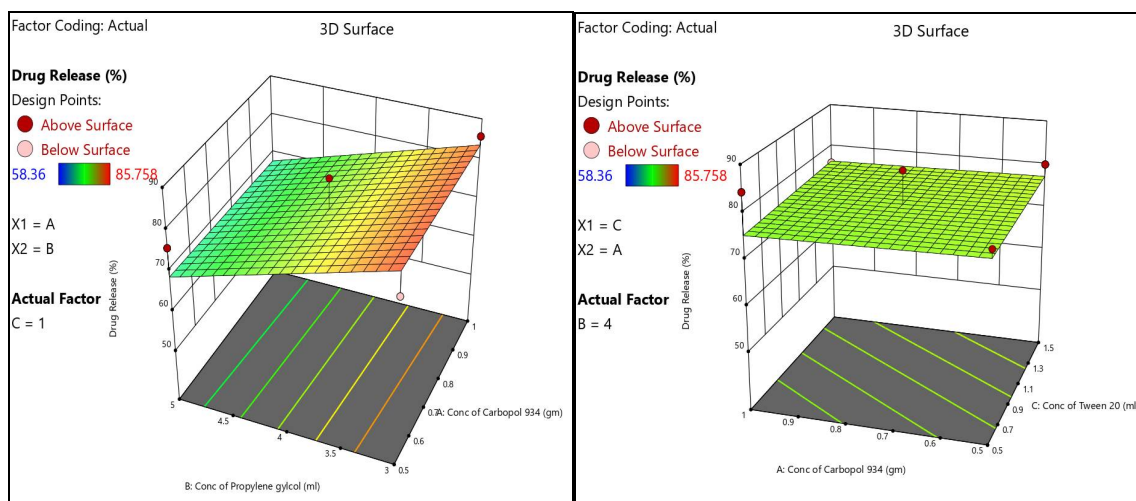 Factor Coding: Actual
3D Surface
Drug Release (%)
Design Points:
Above Surface
Below Surface
58.36 85.758
X1 = A
X2 = B
Actual Factor
C = 1
Drug Release (%)
90
80
70
60
50
5
4.5
4
3.5
3
0.5
0.6
0.7
0.8
0.9
1
A: Conc of Carbopol 934 (gm)
B: Conc of Propylene gylcol (ml)
Factor Coding: Actual
3D Surface
Drug Release (%)
Design Points:
Above Surface
Below Surface
58.36 85.758
X1 = C
X2 = A
Actual Factor
B = 4
Drug Release (%)
90
80
70
60
50
1
0.9
0.8
0.7
0.6
0.5
0.5
0.7
0.9
1.1
1.3
1.5
C: Conc of Tween 20 (ml
A: Conc of Carbopol 934 (gm)